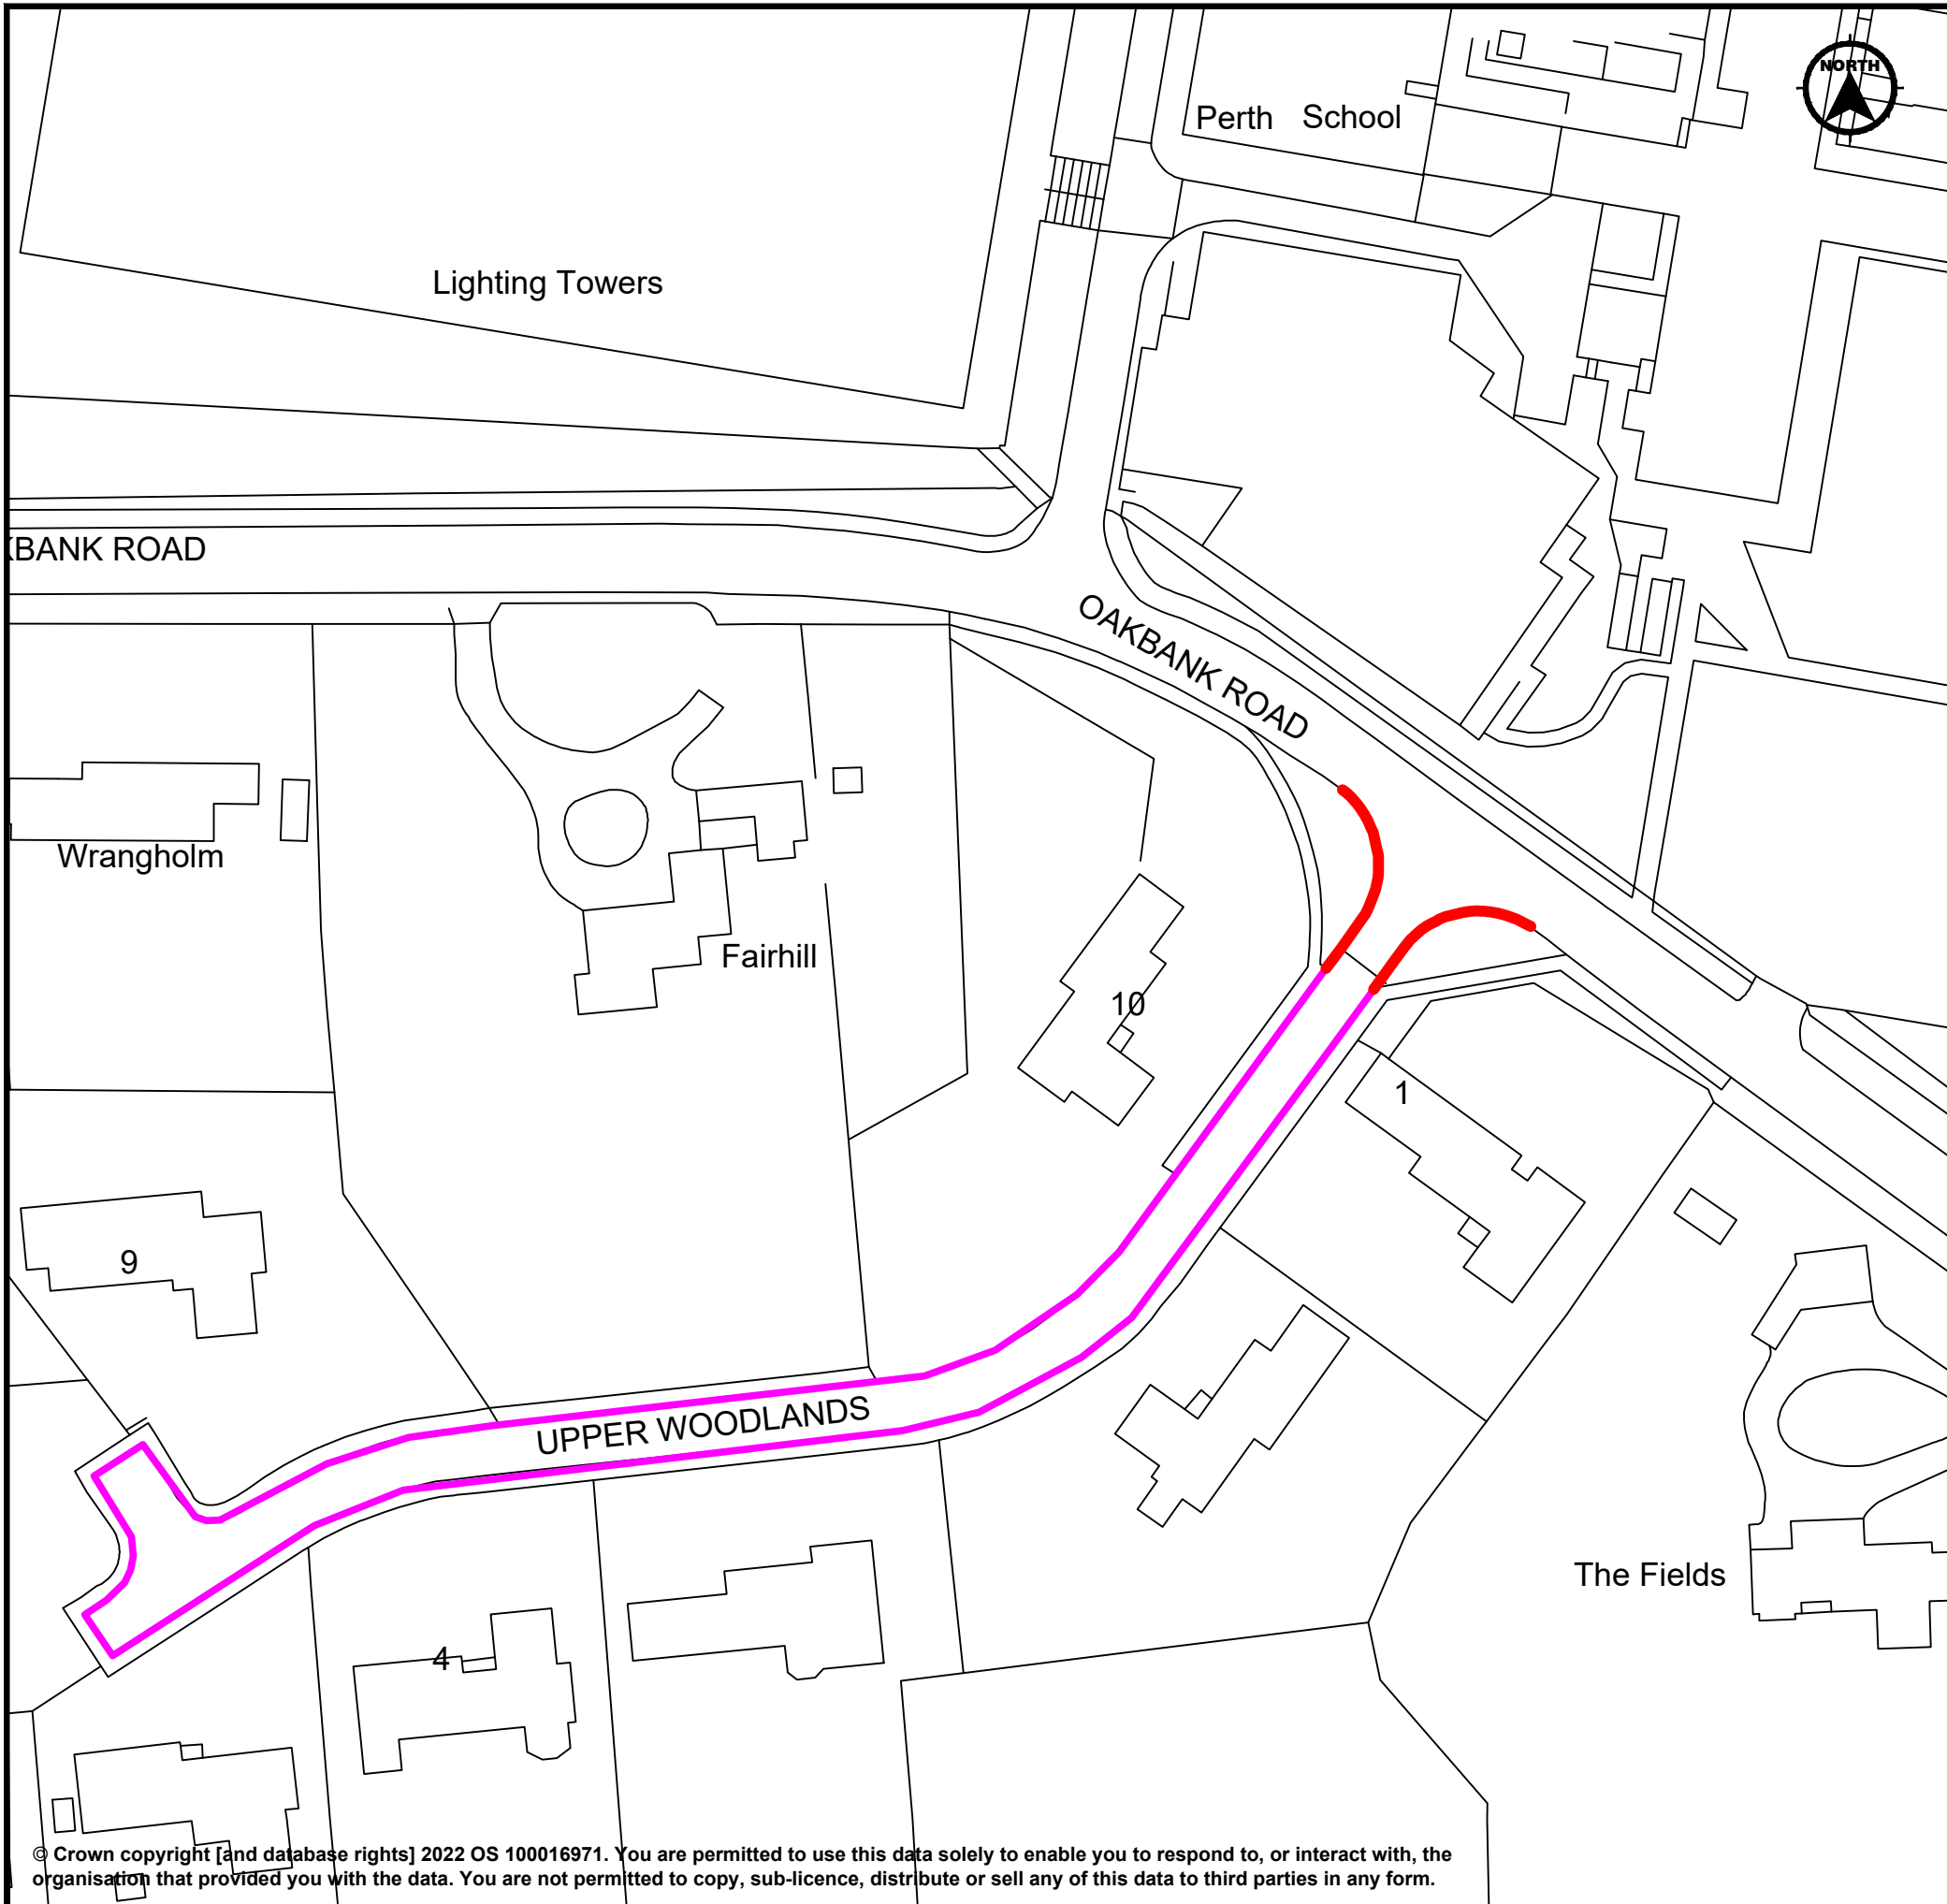 NORTH
Perth School
Lighting Towers
KBANK ROAD
OAKBANK ROAD
Wrangholm
Fairhill
10
1
9
UPPER WOODLANDS
The Fields
4
© Crown copyright [and database rights] 2022 OS 100016971. You are permitted to use this data solely to enable you to respond to, or interact with, the
organisation that provided you with the data. You are not permitted to copy, sub-licence, distribute or sell any of this data to third parties in any form.